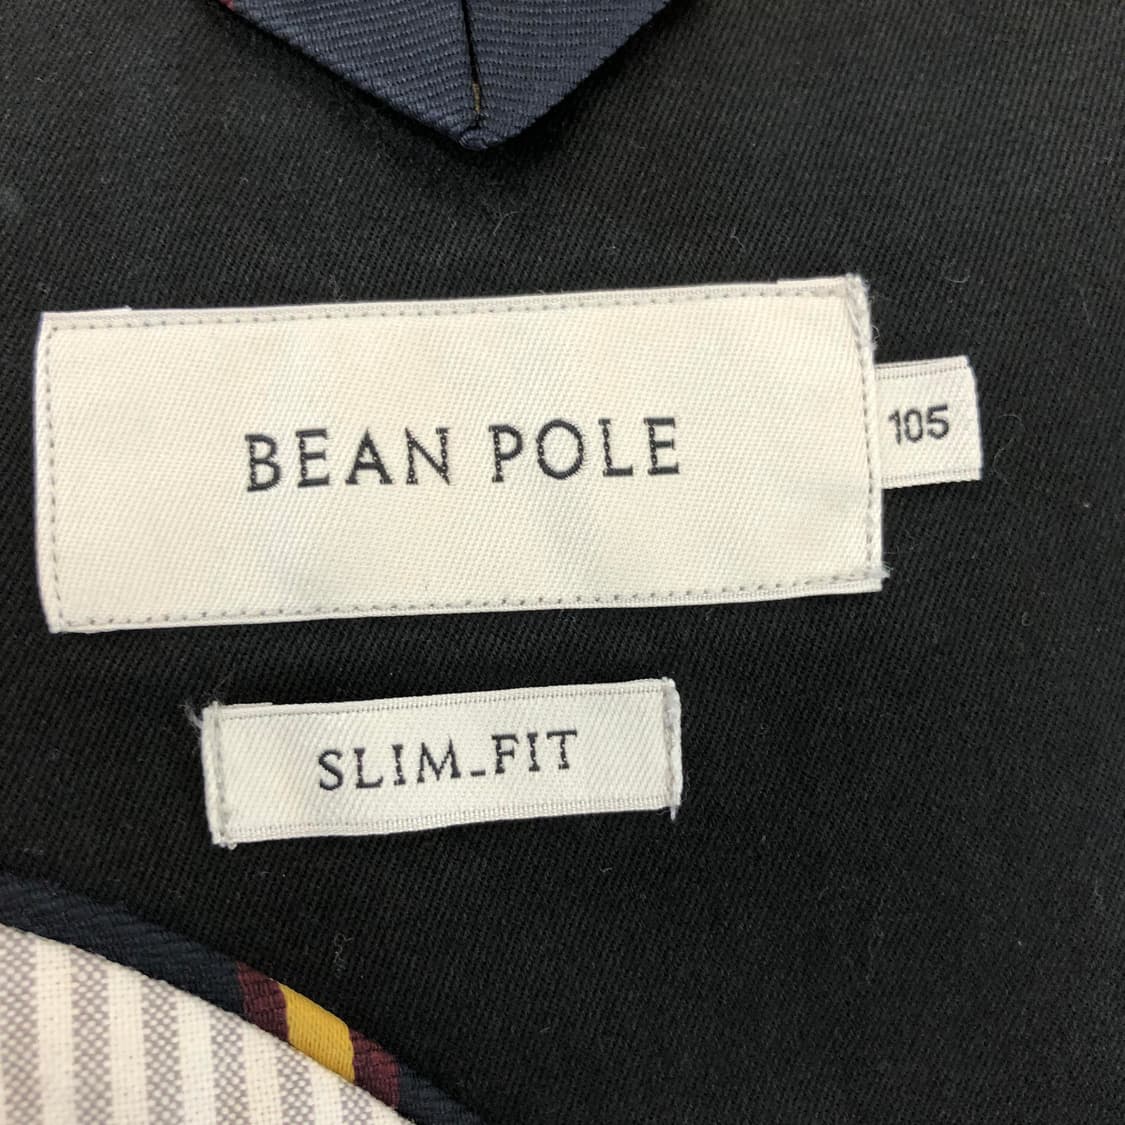 BEAN POLE
105
SLIM_FIT